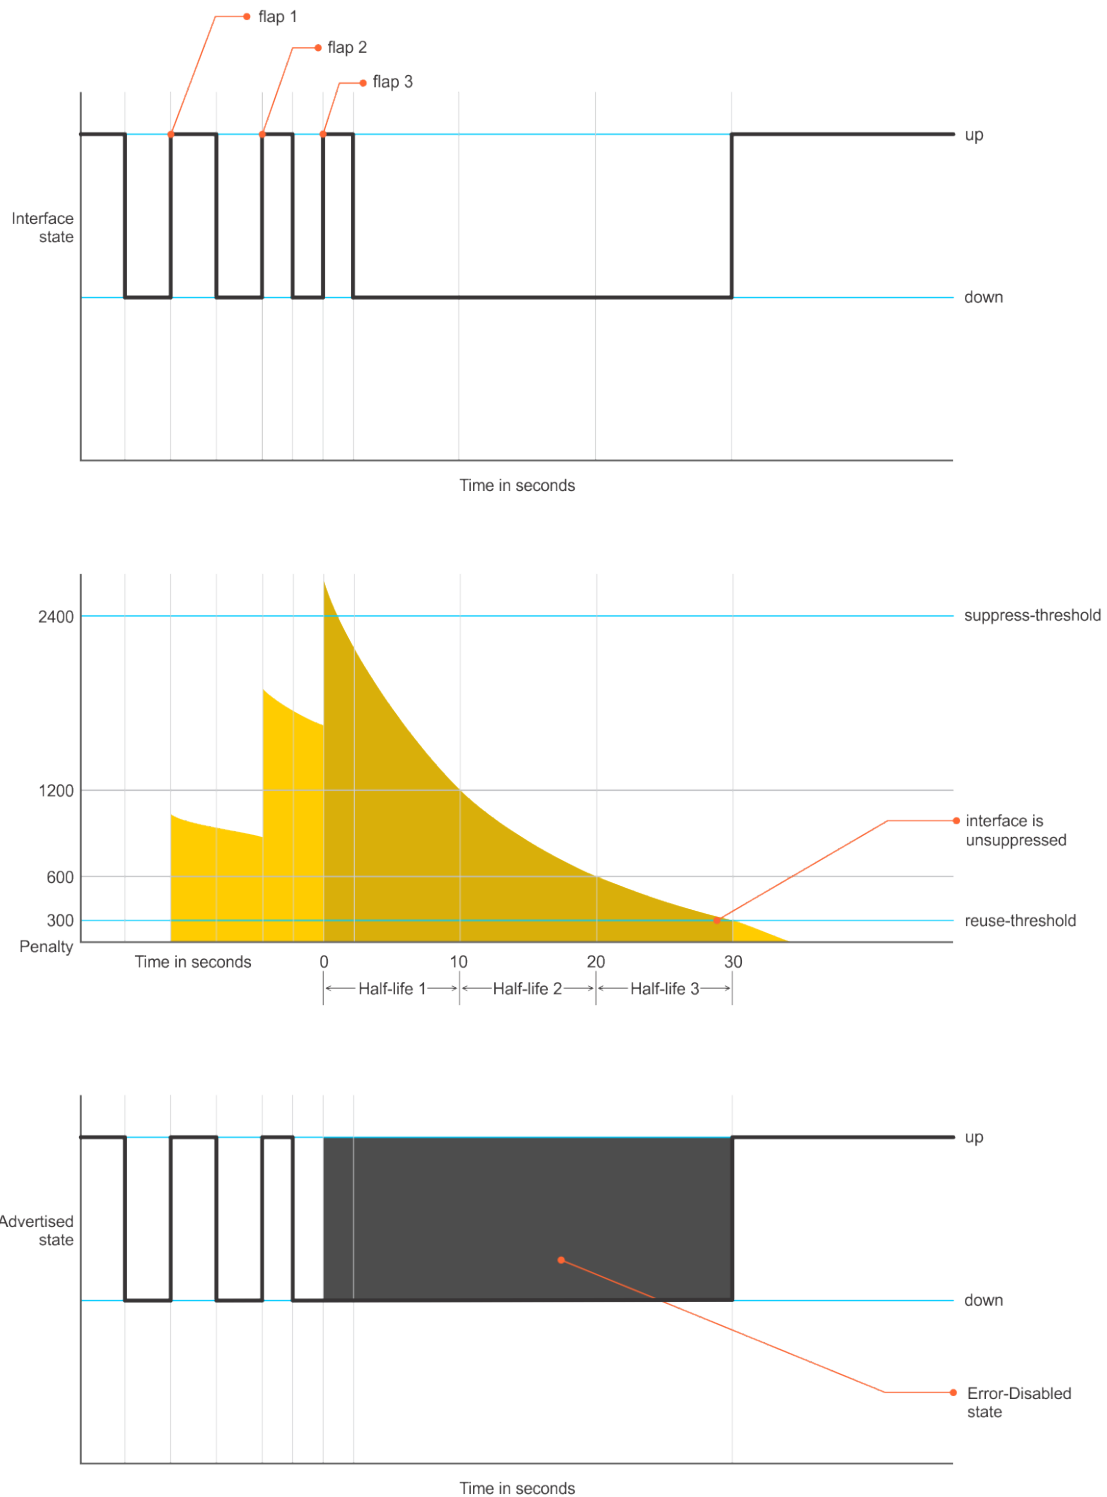 flap 1
flap 2
flap 3
up
Interface
state
down
Time in seconds
2400
suppress-threshold
1200
interface is
unsuppressed
600
300
reuse-threshold
Penalty
Time in seconds
0
10
20
30
Half-life 1
Half-life 2
Half-life 3
up
Advertised
state
down
Error-Disabled
state
Time in seconds